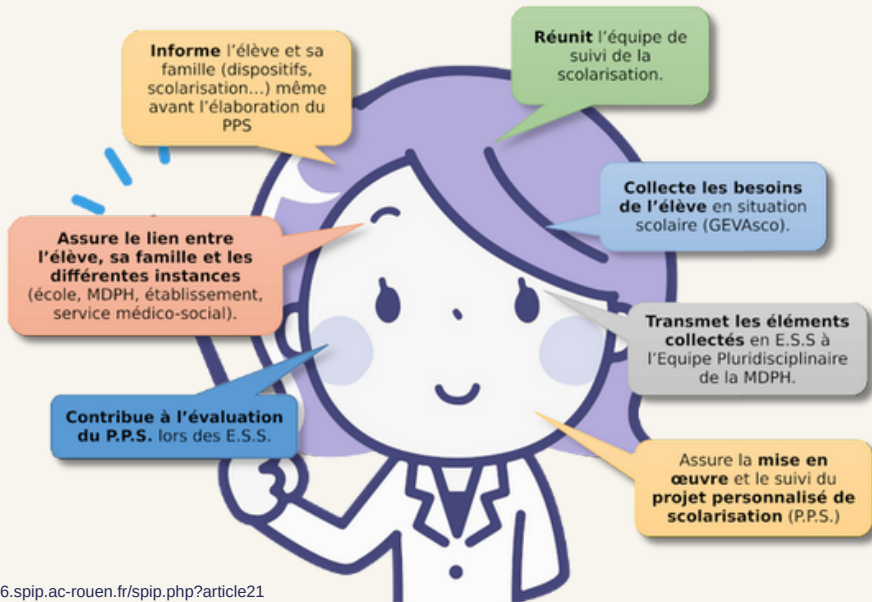 Informe l’élève et sa
famille (dispositifs,
scolarisation...) même
avant l’élaboration du
PPS
Réunit l’équipe de
suivi de la
scolarisation.
Collecte les besoins
de l’élève en situation
scolaire (GEVAsco).
Assure le lien entre
l’élève, sa famille et les
différentes instances
(école, MDPH, établissement,
service médico-social).
Transmet les éléments
collectés en E.S.S à
l’Equipe Pluridisciplinaire
de la MDPH.
Contribue à l’évaluation
du P.P.S. lors des E.S.S.
Assure la mise en
œuvre et le suivi du
projet personnalisé de
scolarisation (P.P.S.)
6.spip.ac-rouen.fr/spip.php?article21